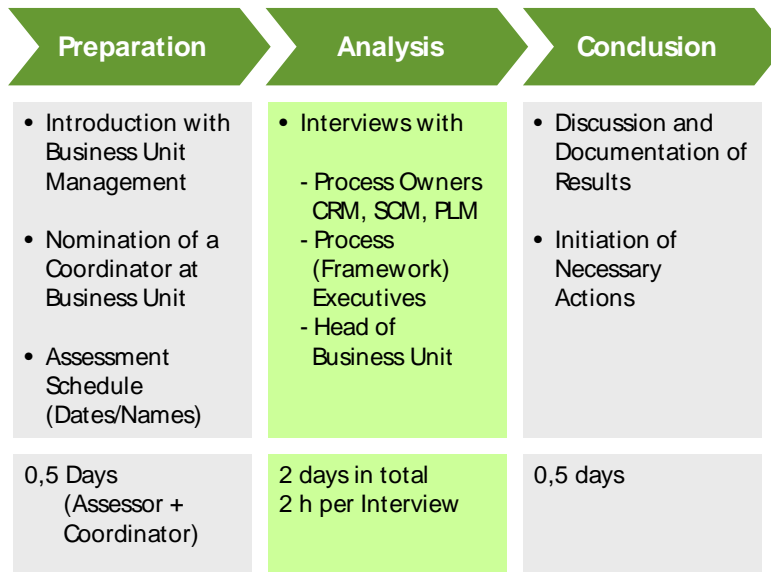 Preparation
Analysis
Conclusion
• Introduction with
Business Unit
Management
• Nomination of a
Coordinator at
Business Unit
• Assessment
Schedule
(Dates/Names)
• Interviews with
- Process Owners
CRM, SCM, PLM
- Process
(Framework)
Executives
- Head of
Business Unit
• Discussion and
Documentation of
Results
• Initiation of
Necessary
Actions
0,5 Days
(Assessor +
Coordinator)
2 days in total
2 h per Interview
0,5 days